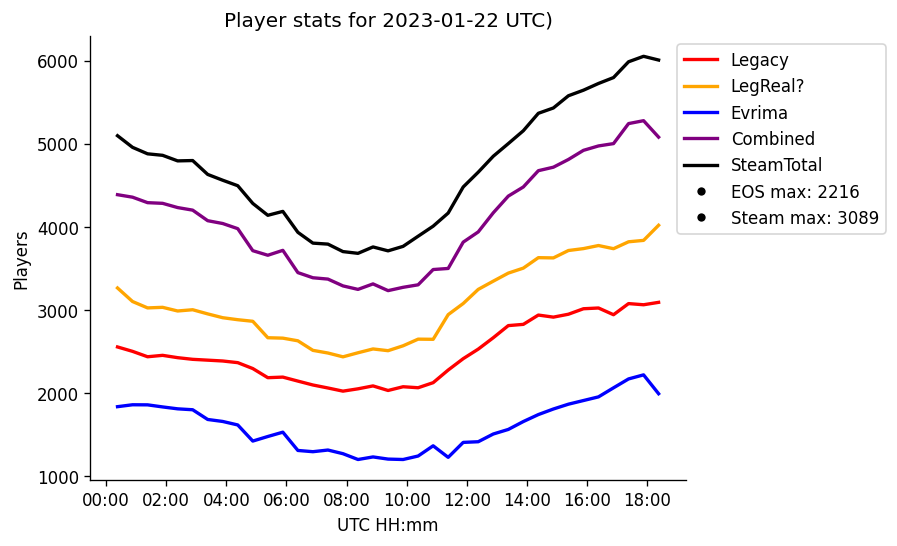 Player stats for 2023-01-22 UTC)
Legacy
LegReal?
Evrima
Combined
SteamTotal
EOS max: 2216
Steam max: 3089
Players
6000
5000
4000
3000
2000
1000
00:00 02:00 04:00 06:00 08:00 10:00 12:00 14:00 16:00 18:00
UTC HH:mm